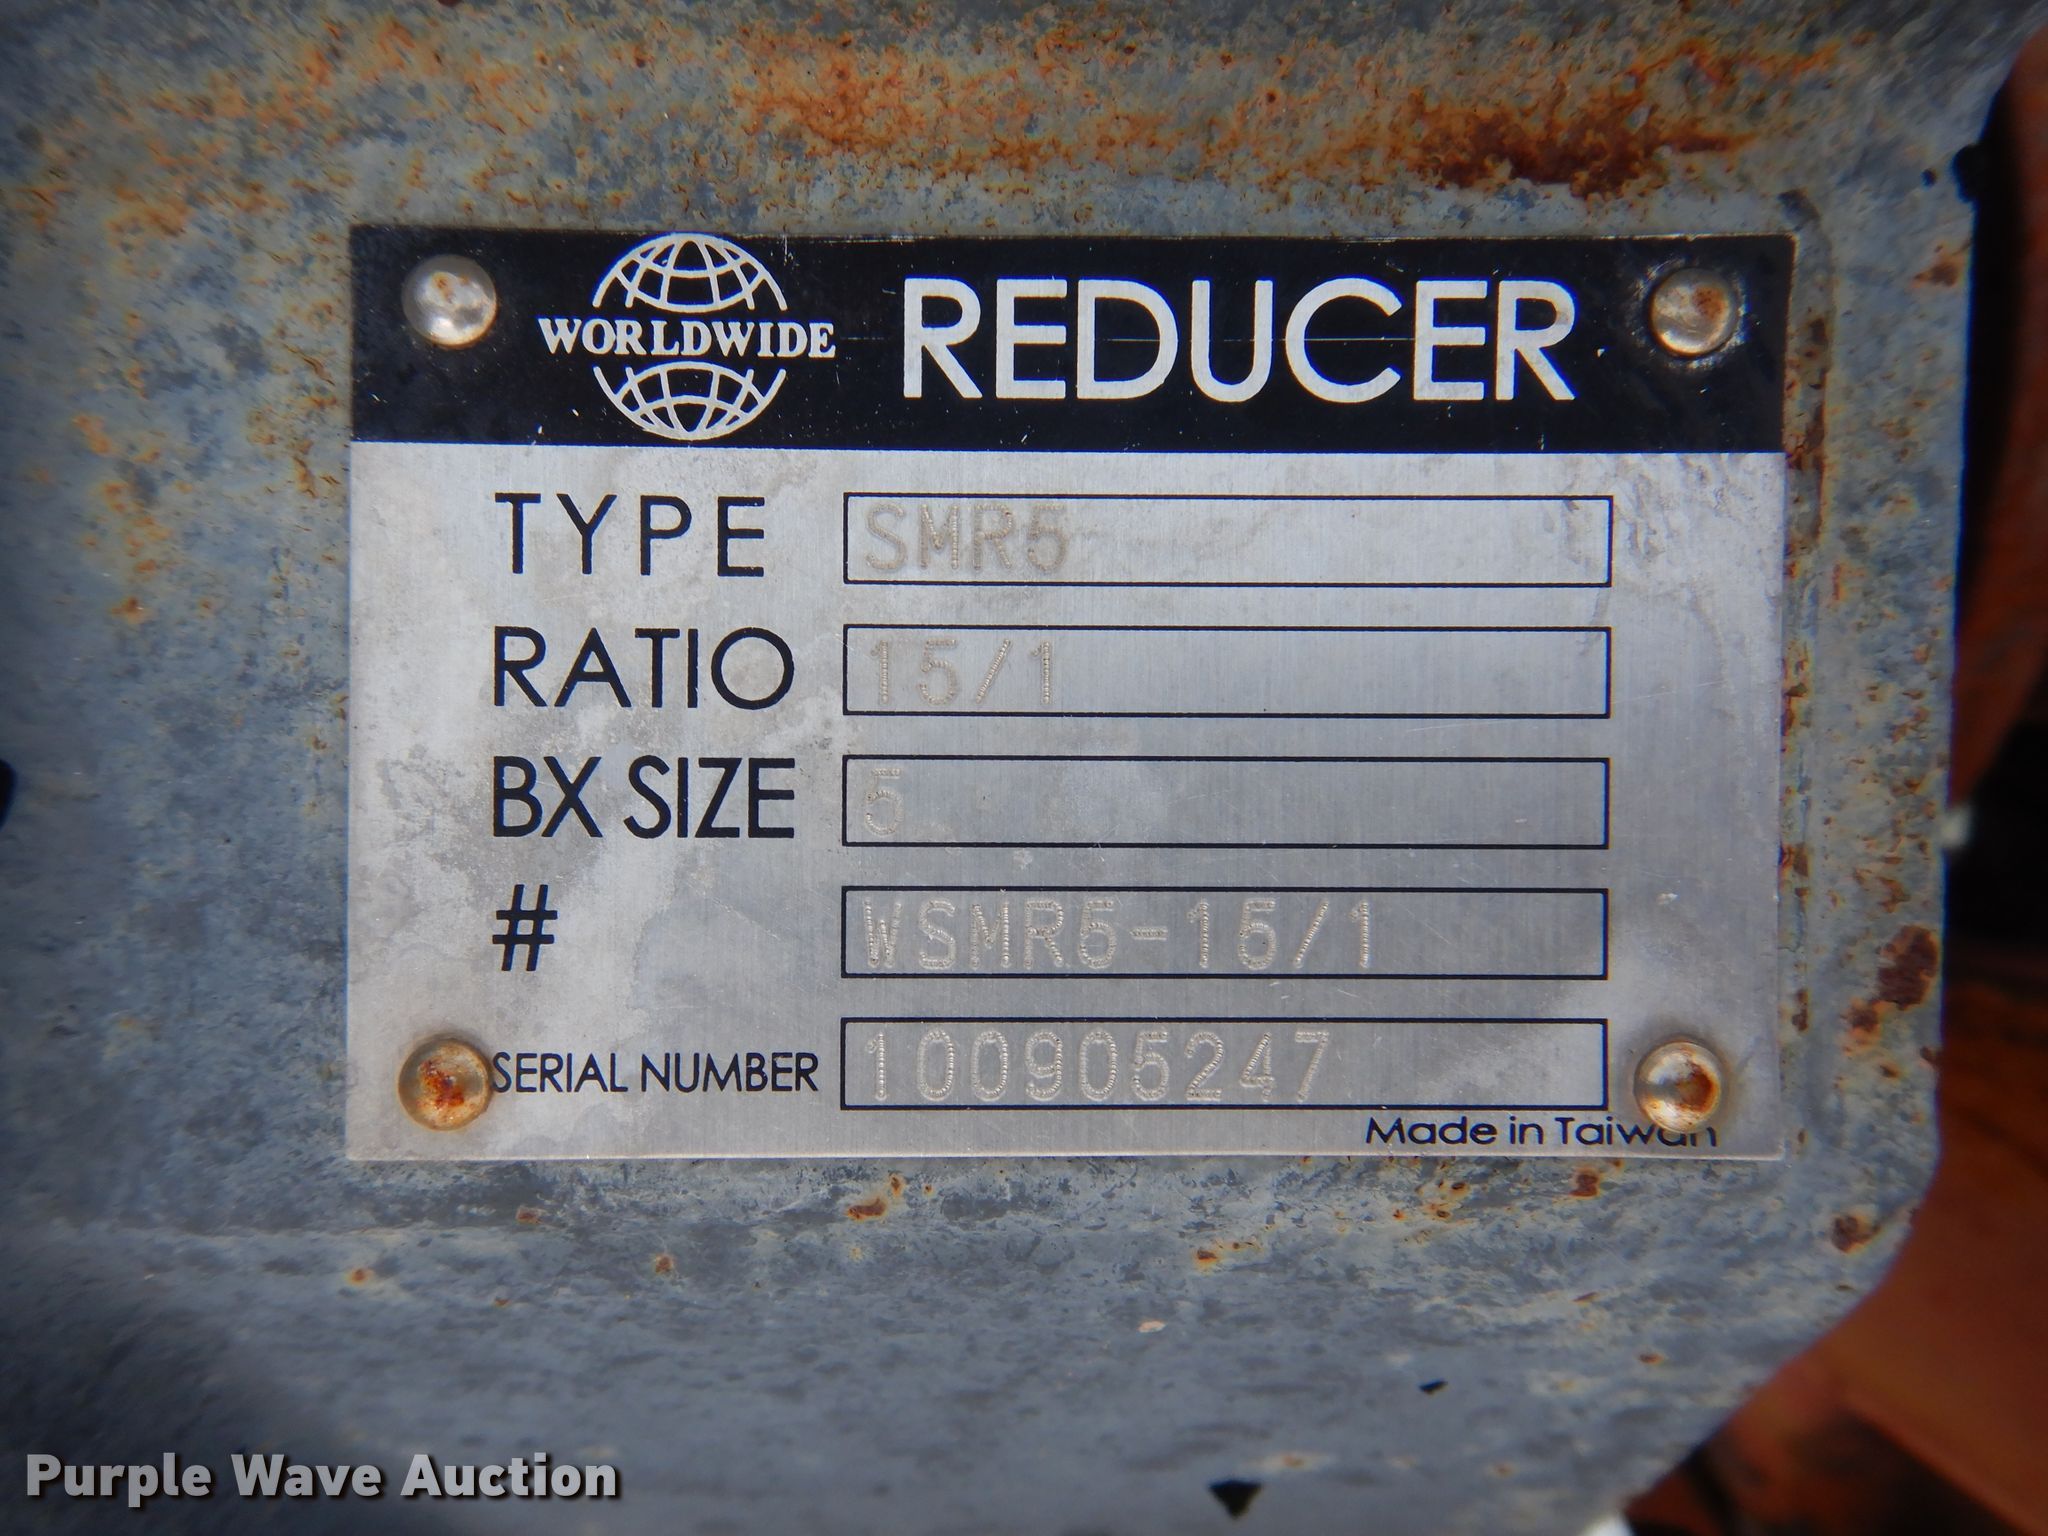 WORLDWIDE REDUCER
TYPE SMR5
RATIO 15/1
BX SIZE 5
# WSMR5-15/1
SERIAL NUMBER 100905247
Made in Taiwan
Purple Wave Auction